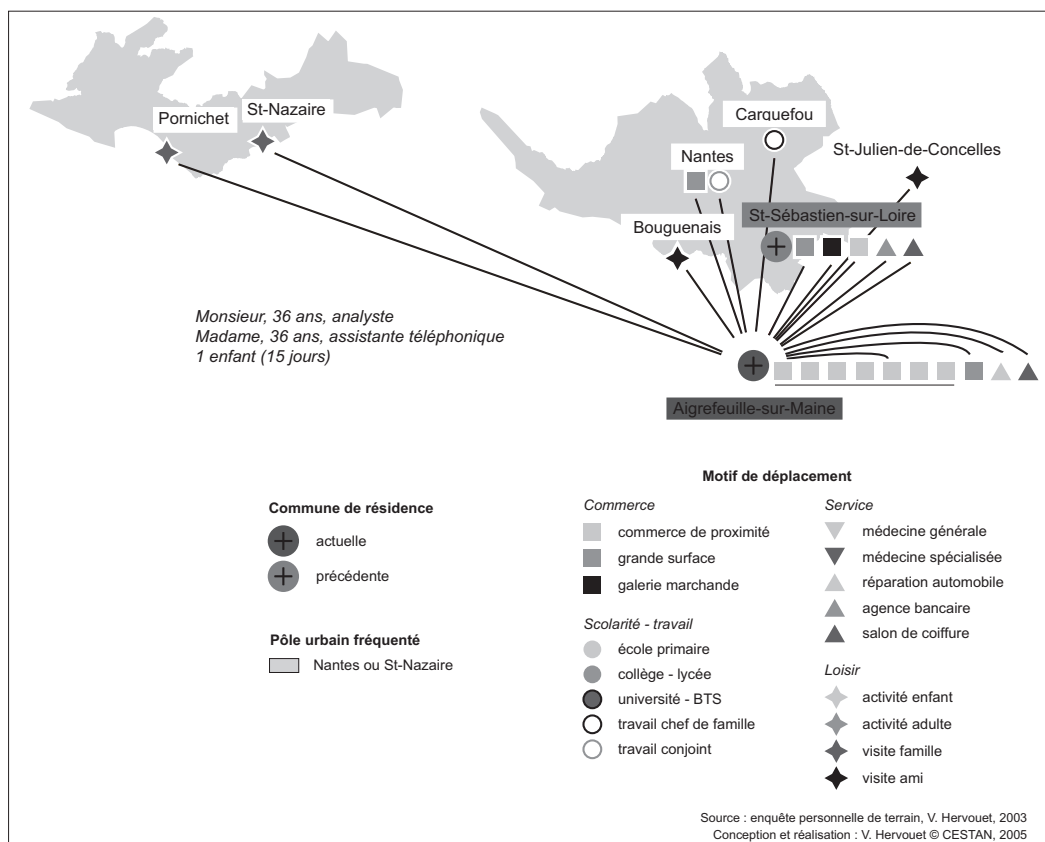 Pornichet
St-Nazaire
Carquefou
Nantes
St-Julien-de-Concelles
St-Sébastien-sur-Loire
Bouguenais
Monsieur, 36 ans, analyste
Madame, 36 ans, assistante téléphonique
1 enfant (15 jours)
Aigrefeuille-sur-Maine
Commune de résidence
actuelle
précédente
Pôle urbain fréquenté
Nantes ou St-Nazaire
Motif de déplacement
Commerce
commerce de proximité
grande surface
galerie marchande
Scolarité - travail
école primaire
collège - lycée
université - BTS
travail chef de famille
travail conjoint
Service
médecine générale
médecine spécialisée
réparation automobile
agence bancaire
salon de coiffure
Loisir
activité enfant
activité adulte
visite famille
visite ami
Source : enquête personnelle de terrain, V. Hervouet, 2003
Conception et réalisation : V. Hervouet © CESTAN, 2005